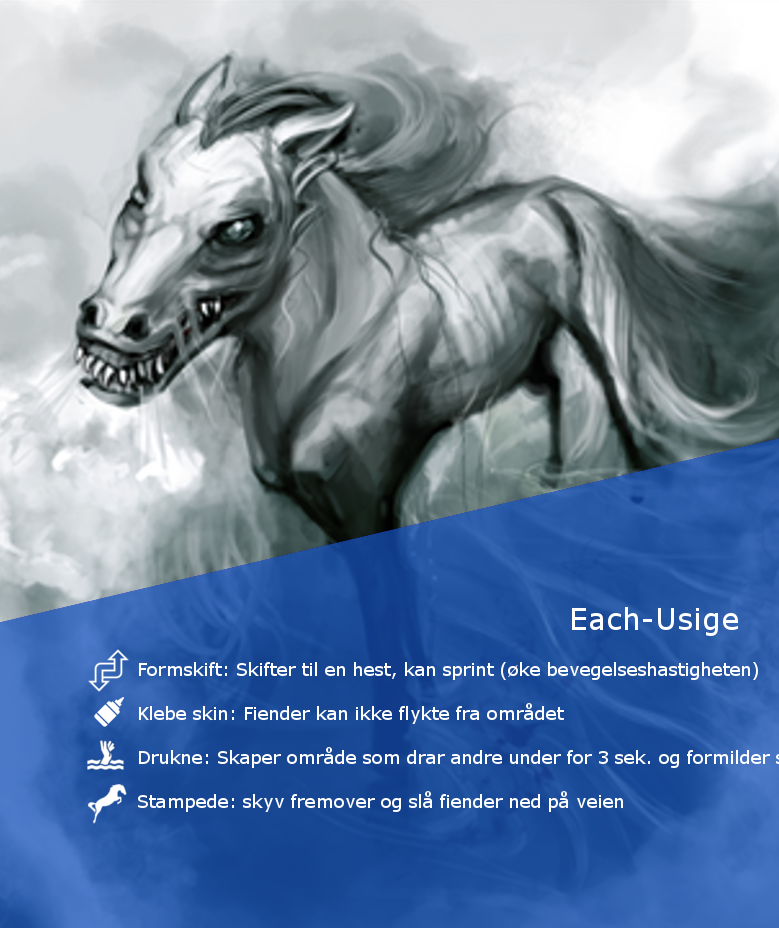 Each-Usige
Formskift: Skifter til en hest, kan sprint (øke bevegelseshastigheten)
Klebe skin: Fiender kan ikke flykte fra området
Drukne: Skaper område som drar andre under for 3 sek. og formilder
Stampede: skyv fremover og slå fiender ned på veien